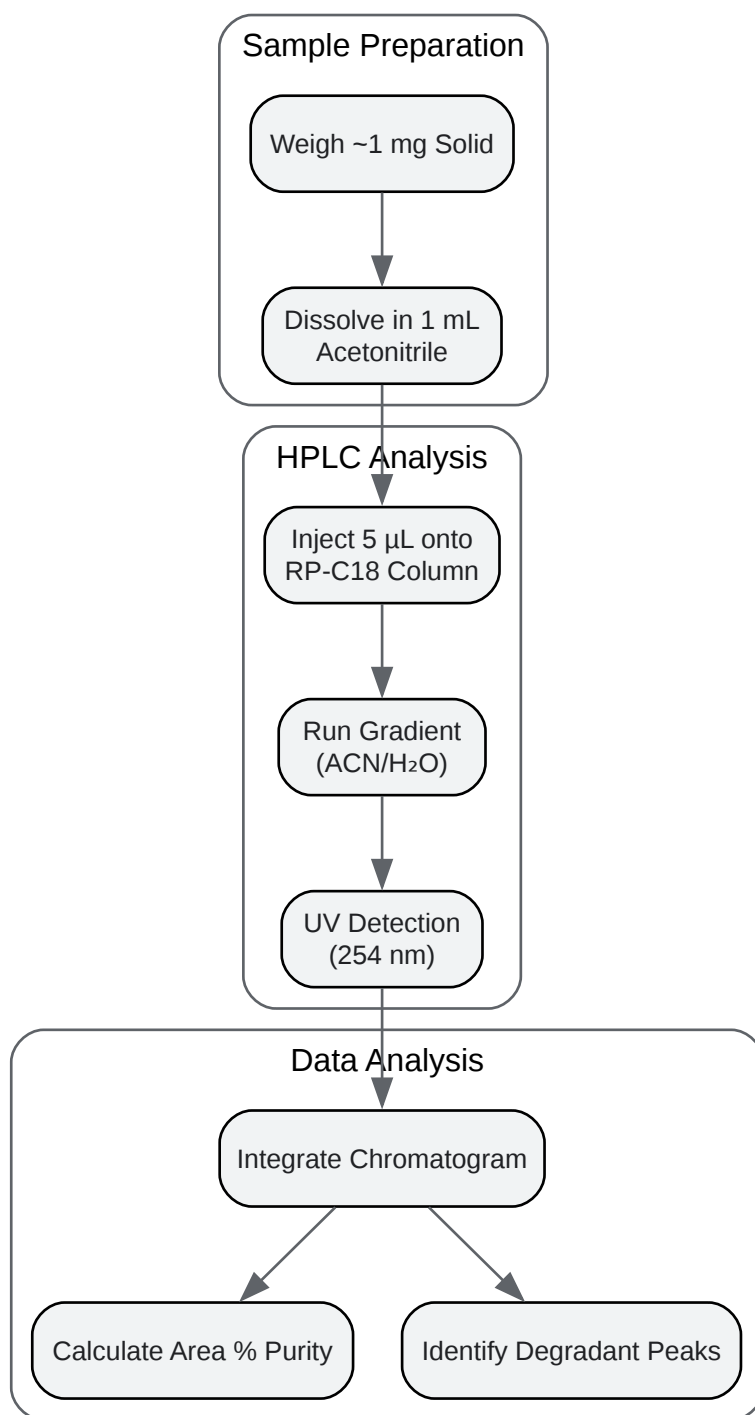 Sample Preparation
Weigh ~1 mg Solid
Dissolve in 1 mL
Acetonitrile
HPLC Analysis
Inject 5 µL onto
RP-C18 Column
Run Gradient
(ACN/H₂O)
UV Detection
(254 nm)
Data Analysis
Integrate Chromatogram
Calculate Area % Purity
Identify Degradant Peaks